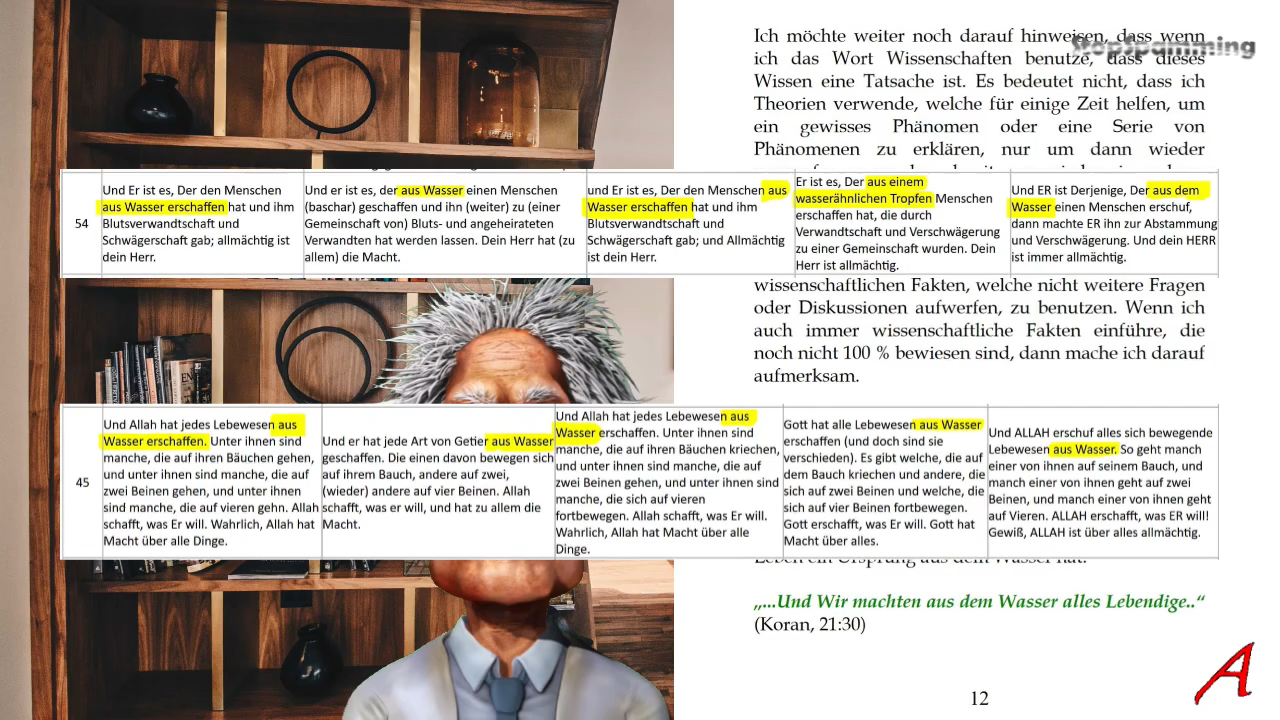 Ich möchte weiter noch darauf hinweisen, dass wenn
ich das Wort Wissenschaften benutze, dass dieses
Wissen eine Tatsache ist. Es bedeutet nicht, dass ich
Theorien verwende, welche für einige Zeit helfen, um
ein gewisses Phänomen oder eine Serie von
Phänomenen zu erklären, nur um dann wieder
StopSpamming
54
Und Er ist es, Der den Menschen
aus Wasser erschaffen hat und ihm
Blutsverwandtschaft und
Schwägerschaft gab; allmächtig ist
dein Herr.
Und er ist es, der aus Wasser einen Menschen
(baschar) geschaffen und ihn (weiter) zu (einer
Gemeinschaft von) Bluts- und angeheirateten
Verwandten hat werden lassen. Dein Herr hat (zu
allem) die Macht.
und Er ist es, Der den Menschen aus
Wasser erschaffen hat und ihm
Blutsverwandtschaft und
Schwägerschaft gab; und Allmächtig
ist dein Herr.
Er ist es, Der aus einem
wasserähnlichen Tropfen Menschen
erschaffen hat, die durch
Verwandtschaft und Verschwägerung
zu einer Gemeinschaft wurden. Dein
Herr ist allmächtig.
Und ER ist Derjenige, Der aus dem
Wasser einen Menschen erschuf,
dann machte ER ihn zur Abstammung
und Verschwägerung. Und dein HERR
ist immer allmächtig.
wissenschaftlichen Fakten, welche nicht weitere Fragen
oder Diskussionen aufwerfen, zu benutzen. Wenn ich
auch immer wissenschaftliche Fakten einführe, die
noch nicht 100 % bewiesen sind, dann mache ich darauf
aufmerksam.
45
Und Allah hat jedes Lebewesen aus
Wasser erschaffen. Unter ihnen sind
manche, die auf ihren Bäuchen gehen,
und unter ihnen sind manche, die auf
zwei Beinen gehen, und unter ihnen
sind manche, die auf vieren gehn. Allah
schafft, was Er will. Wahrlich, Allah hat
Macht über alle Dinge.
Und er hat jede Art von Getier aus Wasser
geschaffen. Die einen davon bewegen sich
auf ihrem Bauch, andere auf zwei,
(wieder) andere auf vier Beinen. Allah
schafft, was er will, und hat zu allem die
Macht.
Und Allah hat jedes Lebewesen aus
Wasser erschaffen. Unter ihnen sind
manche, die auf ihren Bäuchen kriechen,
und unter ihnen sind manche, die auf
zwei Beinen gehen, und unter ihnen sind
manche, die sich auf vieren
fortbewegen. Allah schafft, was Er will.
Wahrlich, Allah hat Macht über alle
Dinge.
Gott hat alle Lebewesen aus Wasser
erschaffen (und doch sind sie
verschieden). Es gibt welche, die auf
dem Bauch kriechen und andere, die
sich auf zwei Beinen und welche, die
sich auf vier Beinen fortbewegen.
Gott erschafft, was Er will. Gott hat
Macht über alles.
Und ALLAH erschuf alles sich bewegende
Lebewesen aus Wasser. So geht manch
einer von ihnen auf seinem Bauch, und
manch einer von ihnen geht auf zwei
Beinen, und manch einer von ihnen geht
auf Vieren. ALLAH erschafft, was ER will!
Gewiß, ALLAH ist über alles allmächtig.
Leben ein Ursprung aus dem Wasser hat.
„...Und Wir machten aus dem Wasser alles Lebendige..“
(Koran, 21:30)
12
A